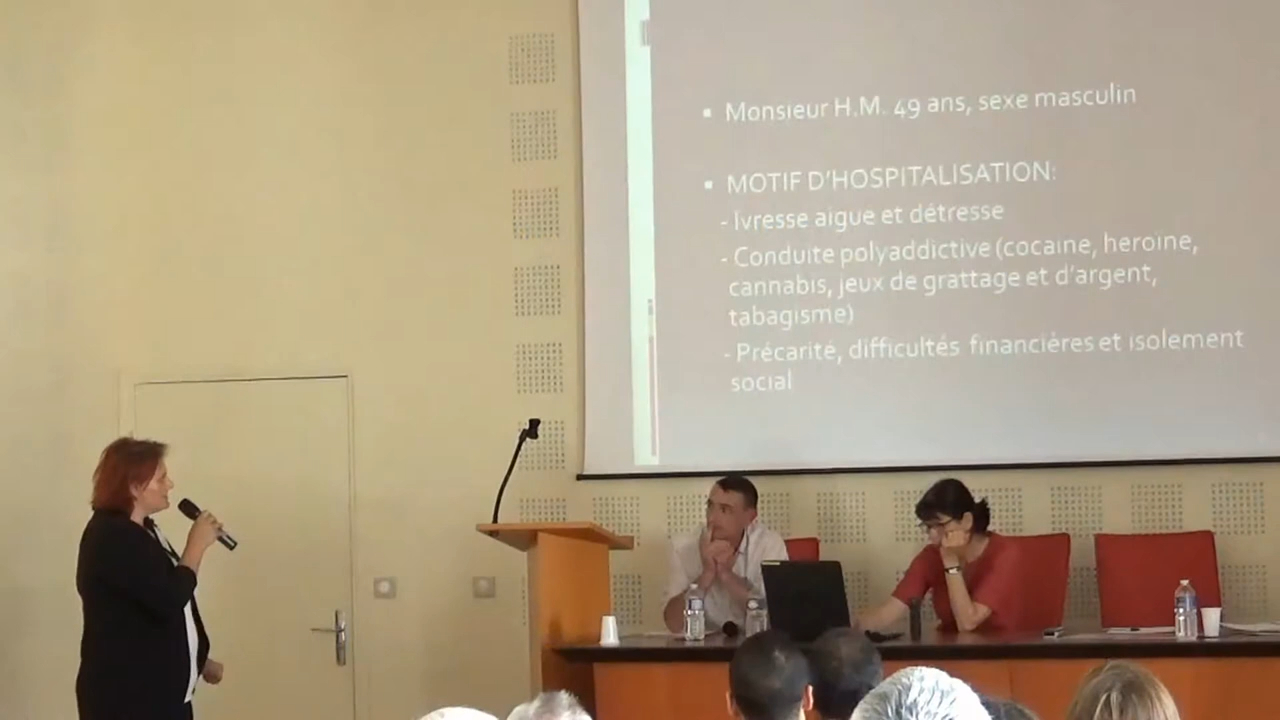 ▪ Monsieur H.M. 49 ans, sexe masculin
▪ MOTIF D'HOSPITALISATION:
- Ivresse aigue et détresse
- Conduite polyaddictive (cocaine, heroine,
cannabis, jeux de grattage et d'argent,
tabagisme)
- Précarité, difficultés financiéres et isolement
social